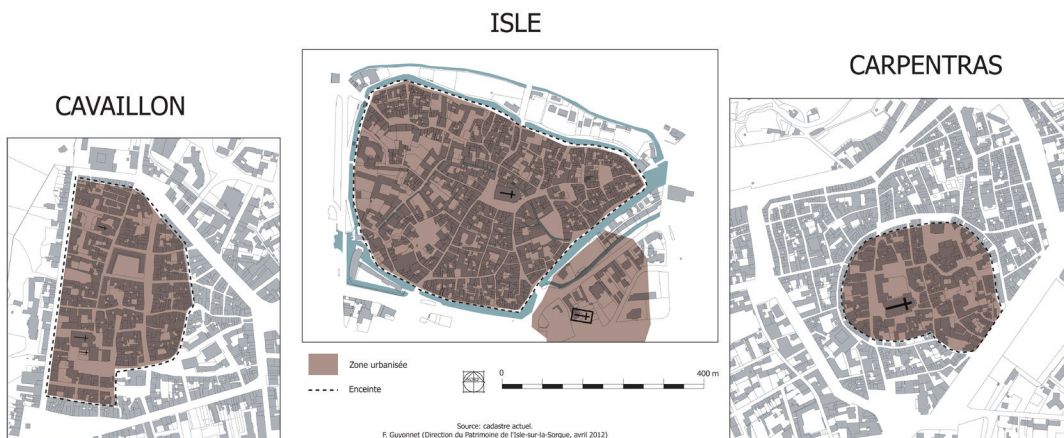 ISLE
CAVAILLON
CARPENTRAS
Zone urbanisée
Enceinte
0
400 m
Source: cadastre actuel.
F. Guyonnet (Direction du Patrimoine de l'Isle-sur-la-Sorgue, avril 2012)